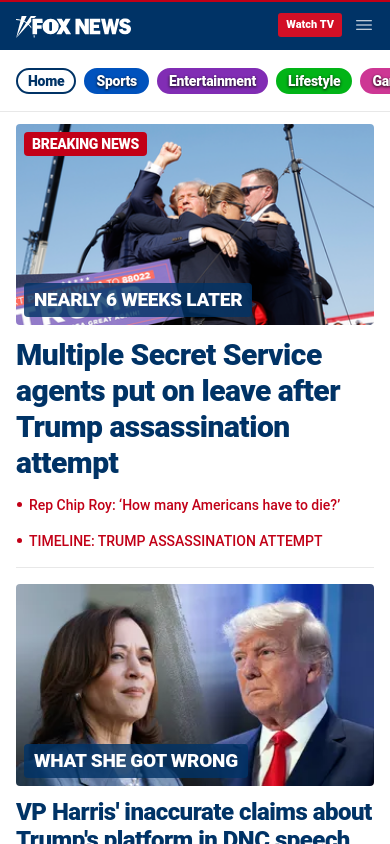 FOX NEWS
Watch TV
Home
Sports
Entertainment
Lifestyle
BREAKING NEWS
TO 88022
NEARLY 6 WEEKS LATER
Multiple Secret Service
agents put on leave after
Trump assassination
attempt
• Rep Chip Roy: ‘How many Americans have to die?’
• TIMELINE: TRUMP ASSASSINATION ATTEMPT
WHAT SHE GOT WRONG
VP Harris' inaccurate claims about
Trump's platform in DNC speech